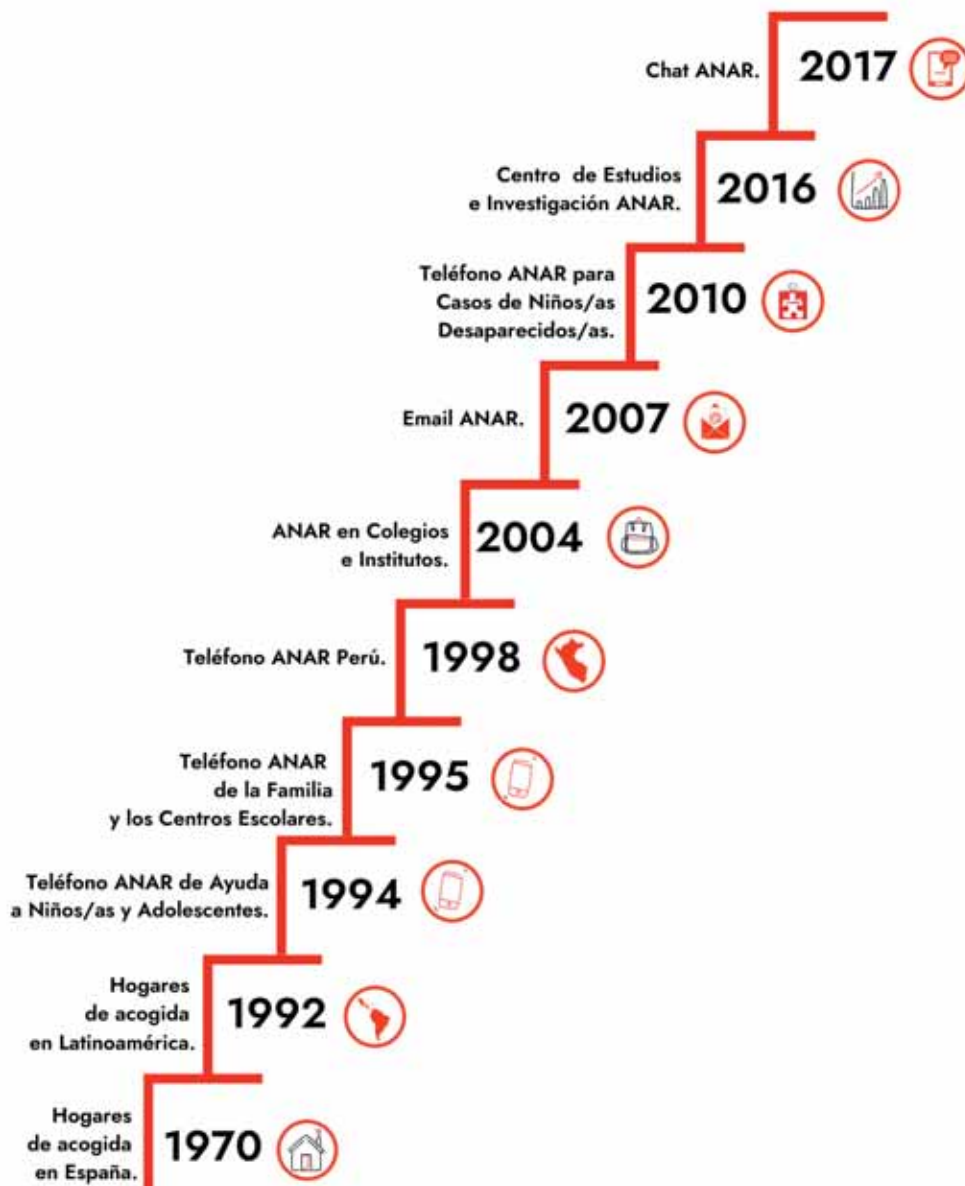 Chat ANAR.
2017
Centro de Estudios
e Investigación ANAR.
2016
Teléfono ANAR para
Casos de Niños/as
Desaparecidos/as.
2010
Email ANAR.
2007
ANAR en Colegios
e Institutos.
2004
Teléfono ANAR Perú.
1998
Teléfono ANAR
de la Familia
y los Centros Escolares.
1995
Teléfono ANAR de Ayuda
a Niños/as y Adolescentes.
1994
Hogares
de acogida
en Latinoamérica.
1992
Hogares
de acogida
en España.
1970